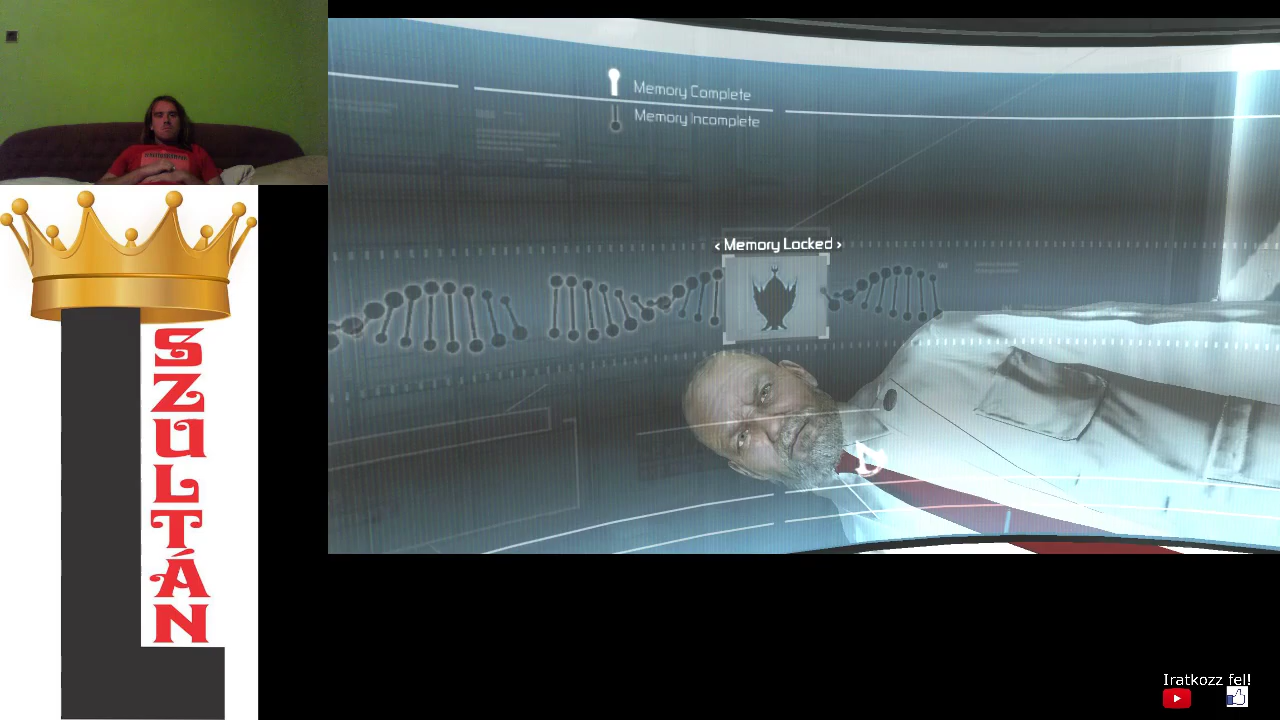 Memory Complete
Memory Incomplete
‹ Memory Locked ›
L
SZULTÁN
Iratkozz fel!